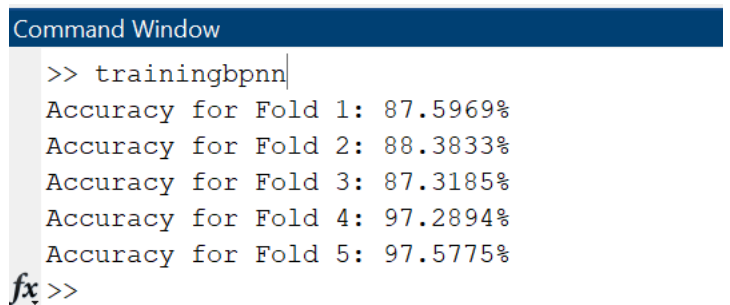 Command Window
>> trainingbpnn
Accuracy for Fold 1: 87.5969%
Accuracy for Fold 2: 88.3833%
Accuracy for Fold 3: 87.3185%
Accuracy for Fold 4: 97.2894%
Accuracy for Fold 5: 97.5775%
fx >>